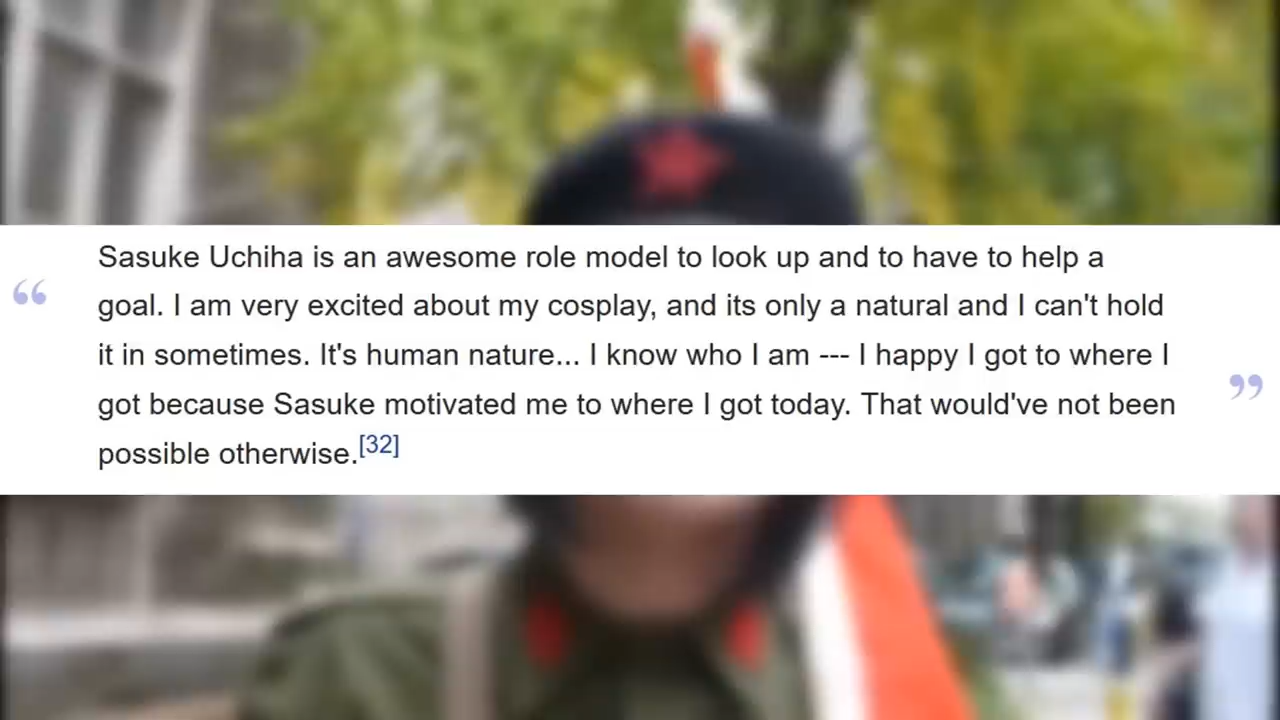 “ Sasuke Uchiha is an awesome role model to look up and to have to help a
goal. I am very excited about my cosplay, and its only a natural and I can't hold
it in sometimes. It's human nature... I know who I am --- I happy I got to where I
got because Sasuke motivated me to where I got today. That would've not been
possible otherwise.[32] ”